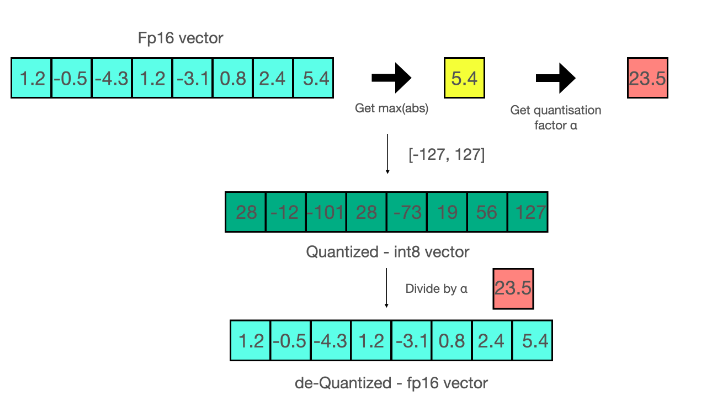 Fp16 vector
1.2 -0.5 -4.3 1.2 -3.1 0.8 2.4 5.4
Get max(abs)
5.4
Get quantisation
factor α
23.5
[-127, 127]
28 -12 -101 28 -73 19 56 127
Quantized - int8 vector
Divide by α
23.5
1.2 -0.5 -4.3 1.2 -3.1 0.8 2.4 5.4
de-Quantized - fp16 vector